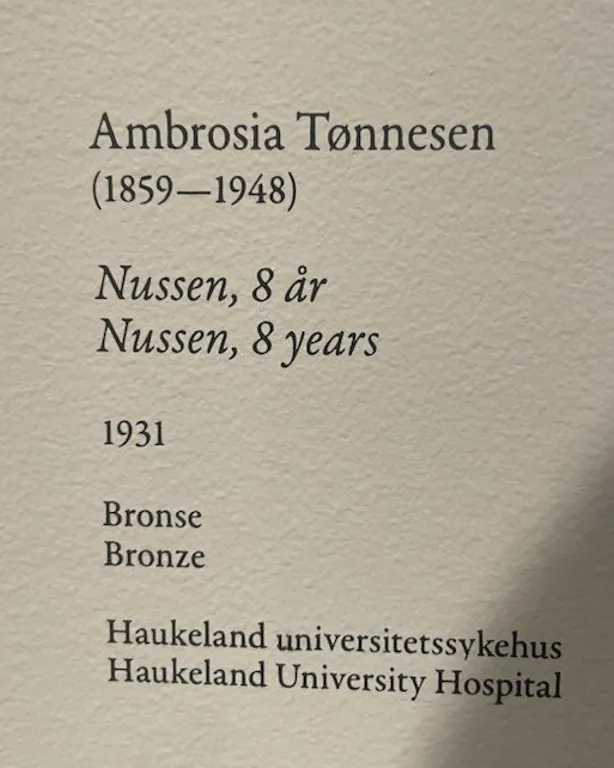 Ambrosia Tønnesen
(1859—1948)
Nussen, 8 år
Nussen, 8 years
1931
Bronse
Bronze
Haukeland universitetssykehus
Haukeland University Hospital